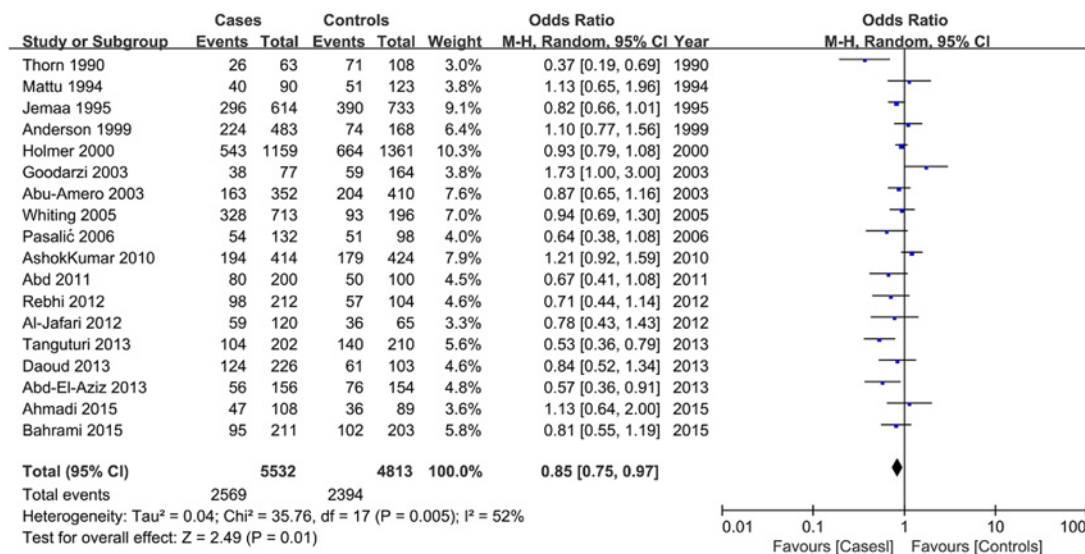 Cases Controls Odds Ratio Odds Ratio
Study or Subgroup Events Total Events Total Weight M-H, Random, 95% CI Year M-H, Random, 95% CI
Thorn 1990 26 63 71 108 3.0% 0.37 [0.19, 0.69] 1990
Mattu 1994 40 90 51 123 3.8% 1.13 [0.65, 1.96] 1994
Jemaa 1995 296 614 390 733 9.1% 0.82 [0.66, 1.01] 1995
Anderson 1999 224 483 74 168 6.4% 1.10 [0.77, 1.56] 1999
Holmer 2000 543 1159 664 1361 10.3% 0.93 [0.79, 1.08] 2000
Goodarzi 2003 38 77 59 164 3.8% 1.73 [1.00, 3.00] 2003
Abu-Amero 2003 163 352 204 410 7.6% 0.87 [0.65, 1.16] 2003
Whiting 2005 328 713 93 196 7.0% 0.94 [0.69, 1.30] 2005
Pasalić 2006 54 132 51 98 4.0% 0.64 [0.38, 1.08] 2006
AshokKumar 2010 194 414 179 424 7.9% 1.21 [0.92, 1.59] 2010
Abd 2011 80 200 50 100 4.5% 0.67 [0.41, 1.08] 2011
Rebhi 2012 98 212 57 104 4.6% 0.71 [0.44, 1.14] 2012
Al-Jafari 2012 59 120 36 65 3.3% 0.78 [0.43, 1.43] 2012
Tanguturi 2013 104 202 140 210 5.6% 0.53 [0.36, 0.79] 2013
Daoud 2013 124 226 61 103 4.6% 0.84 [0.52, 1.34] 2013
Abd-El-Aziz 2013 56 156 76 154 4.8% 0.57 [0.36, 0.91] 2013
Ahmadi 2015 47 108 36 89 3.6% 1.13 [0.64, 2.00] 2015
Bahrami 2015 95 211 102 203 5.8% 0.81 [0.55, 1.19] 2015
Total (95% CI) 5532 4813 100.0% 0.85 [0.75, 0.97]
Total events 2569 2394
Heterogeneity: Tau² = 0.04; Chi² = 35.76, df = 17 (P = 0.005); I² = 52%
Test for overall effect: Z = 2.49 (P = 0.01)
0.01 0.1 1 10 100
Favours [Casesl] Favours [Controls]